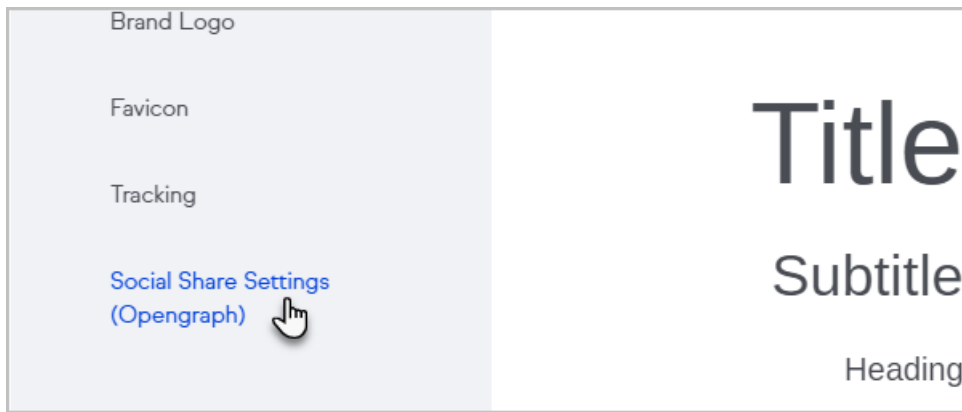 Brand Logo
Favicon
Tracking
Social Share Settings
(Opengraph)
Title
Subtitle
Heading